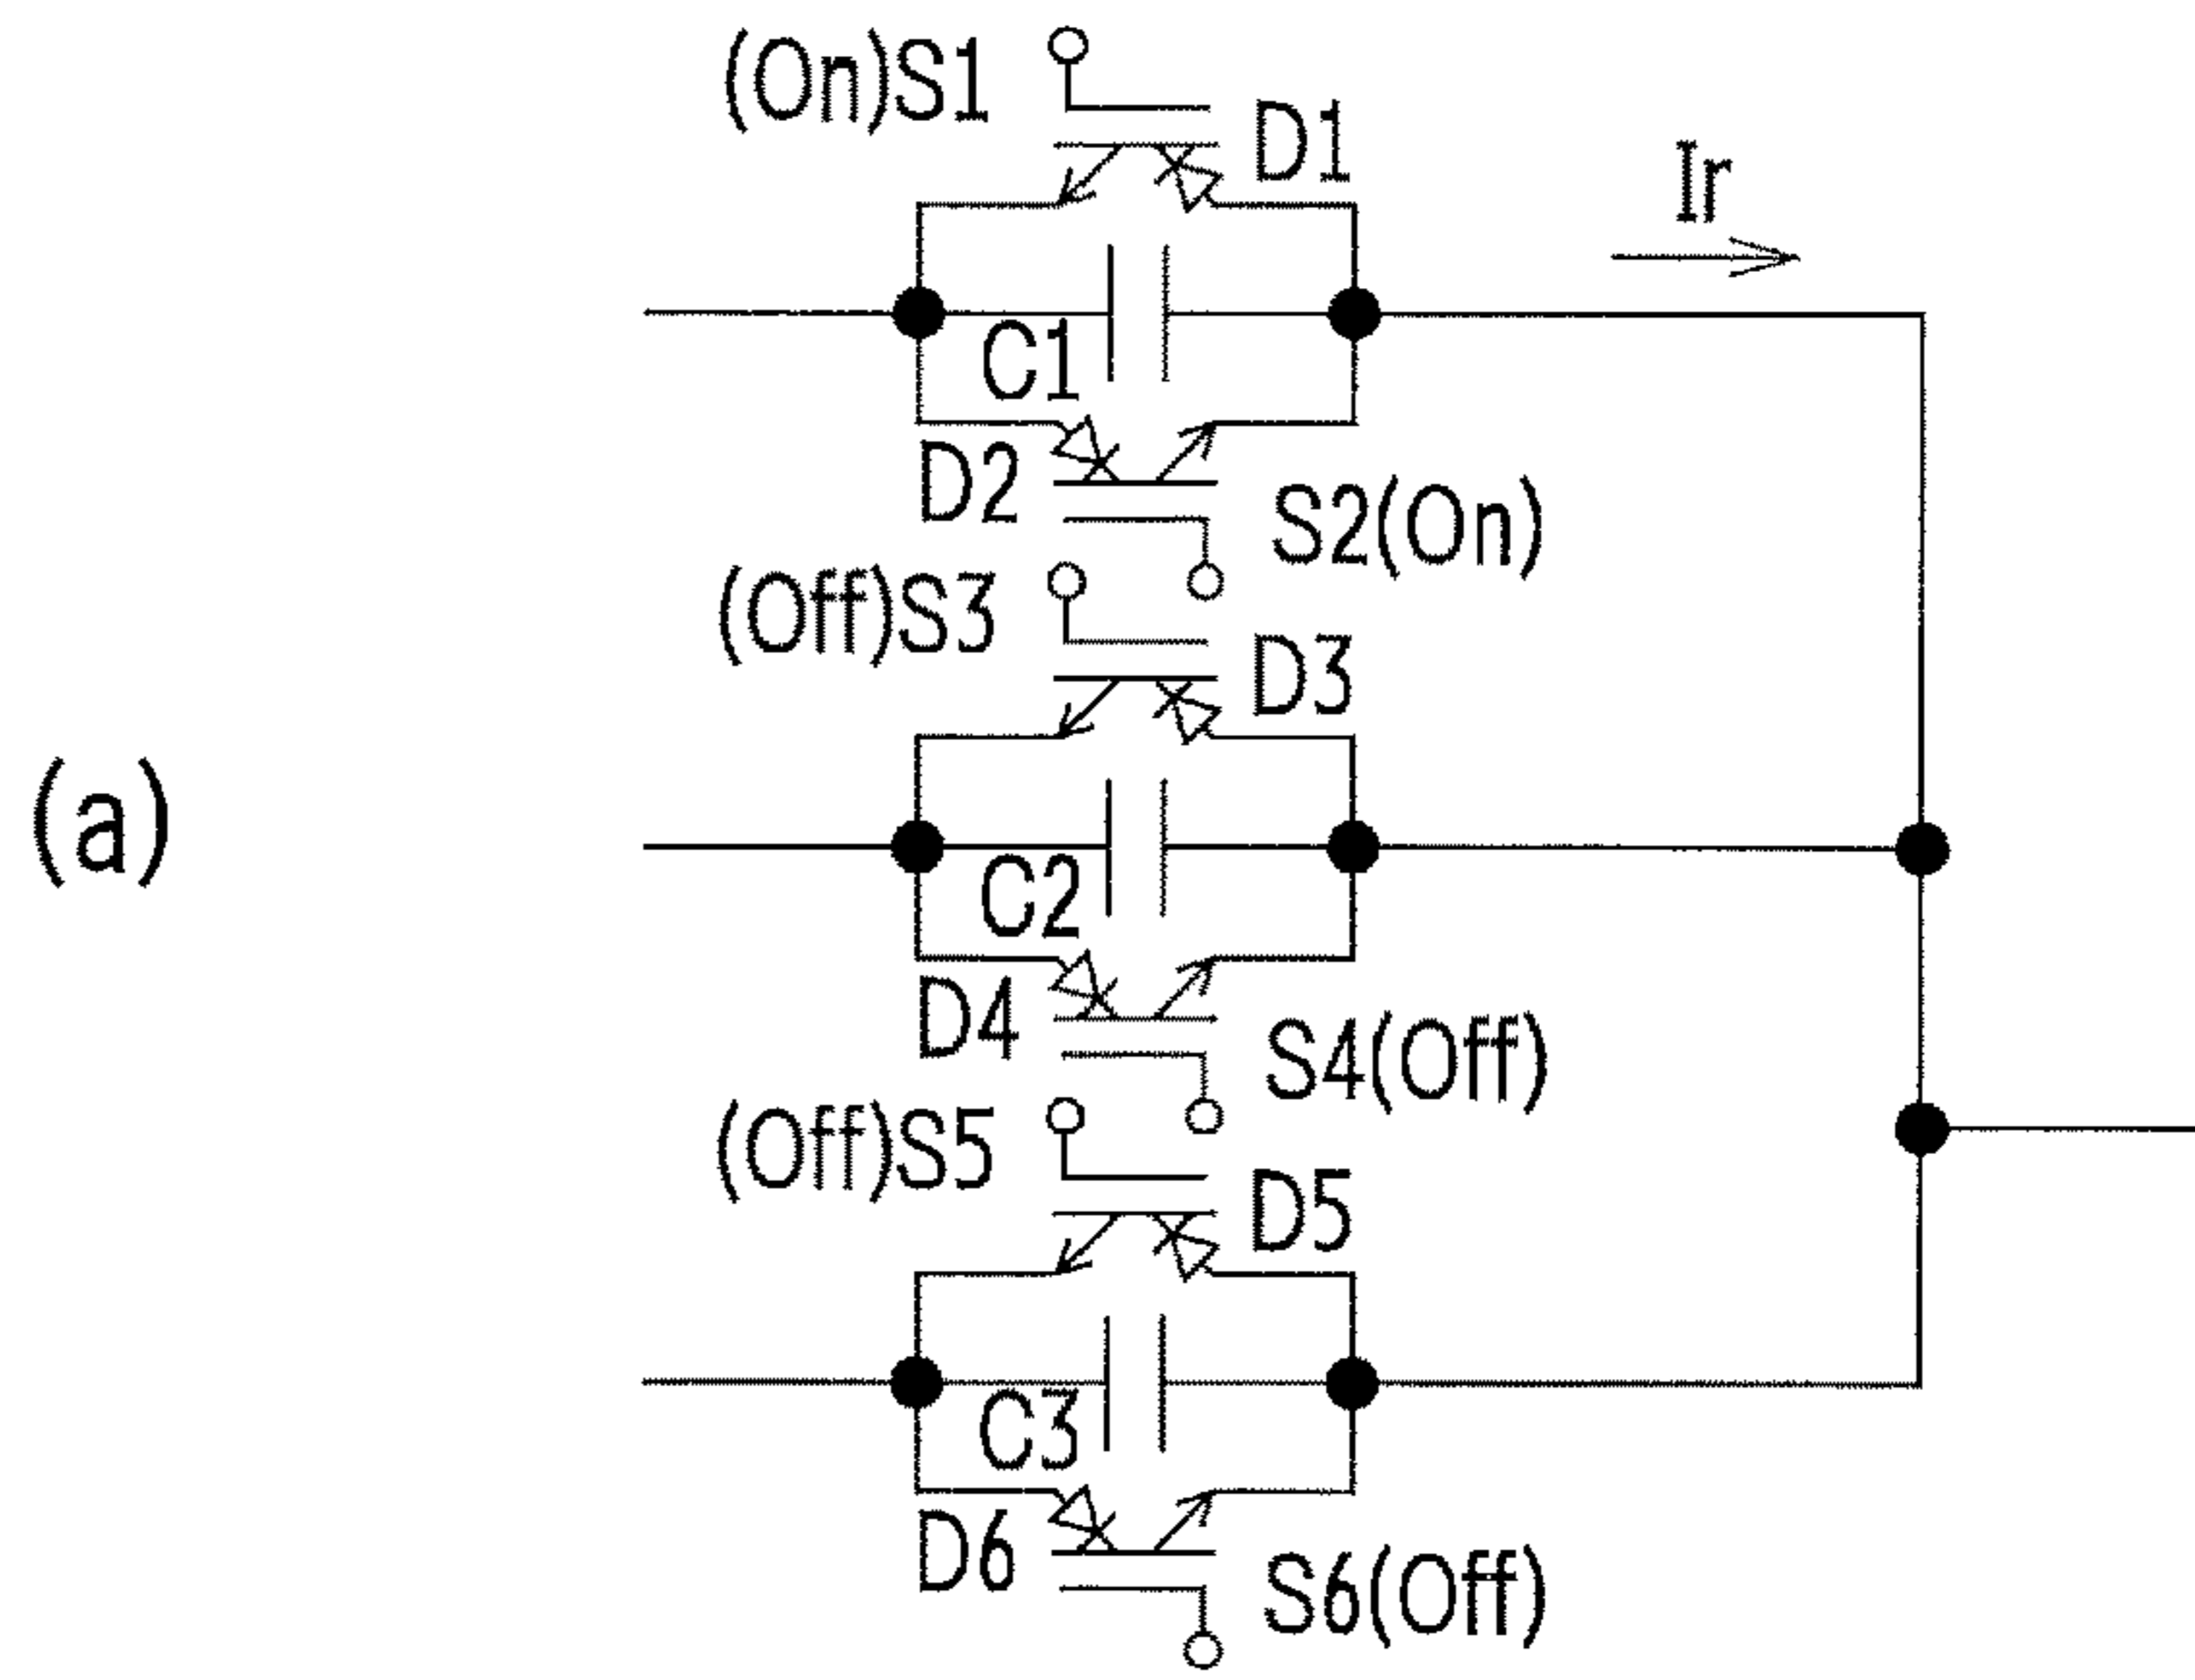 (On)S1
D1
Ir
C1
D2
S2(On)
(Off)S3
D3
(a)
C2
D4
S4(Off)
(Off)S5
D5
C3
D6
S6(Off)